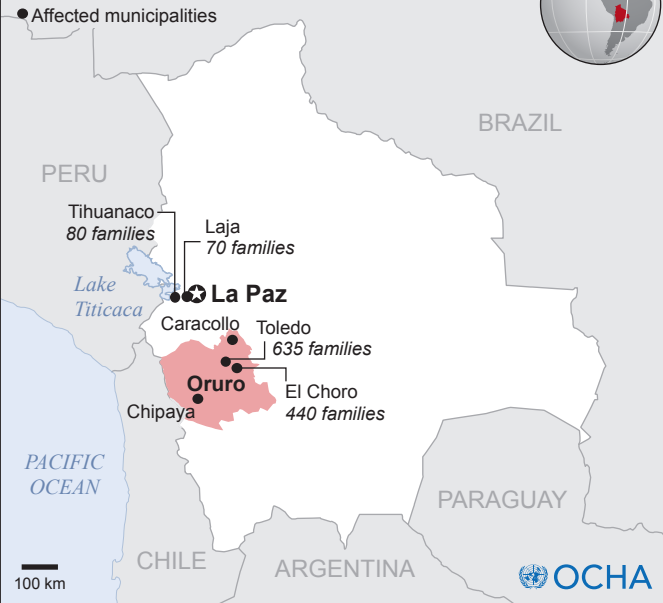 Affected municipalities
BRAZIL
PERU
Tihuanaco
80 families
Laja
70 families
Lake
Titicaca
La Paz
Caracollo
Toledo
635 families
Oruro
El Choro
440 families
Chipaya
PACIFIC
OCEAN
PARAGUAY
CHILE
ARGENTINA
100 km
OCHA